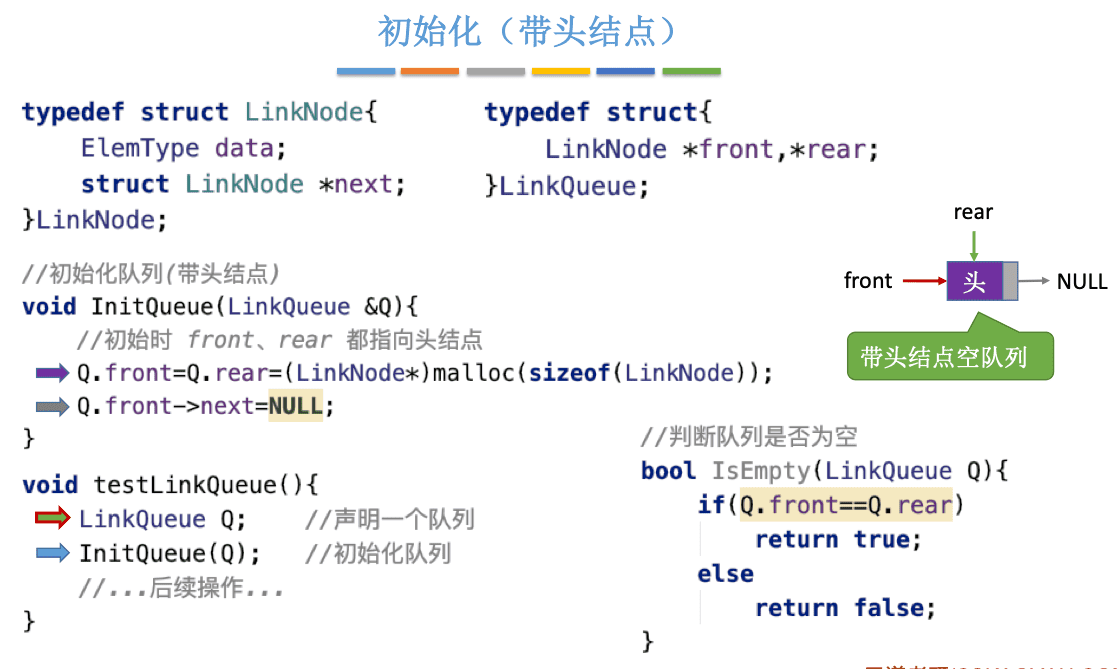 初始化（带头结点）
typedef struct LinkNode{
    ElemType data;
    struct LinkNode *next;
}LinkNode;
typedef struct{
    LinkNode *front,*rear;
}LinkQueue;
rear
front
头
NULL
带头结点空队列
//初始化队列(带头结点)
void InitQueue(LinkQueue &Q){
    //初始时 front、rear 都指向头结点
    Q.front=Q.rear=(LinkNode*)malloc(sizeof(LinkNode));
    Q.front->next=NULL;
}
void testLinkQueue(){
    LinkQueue Q;    //声明一个队列
    InitQueue(Q);   //初始化队列
    //...后续操作...
}
//判断队列是否为空
bool IsEmpty(LinkQueue Q){
    if(Q.front==Q.rear)
        return true;
    else
        return false;
}